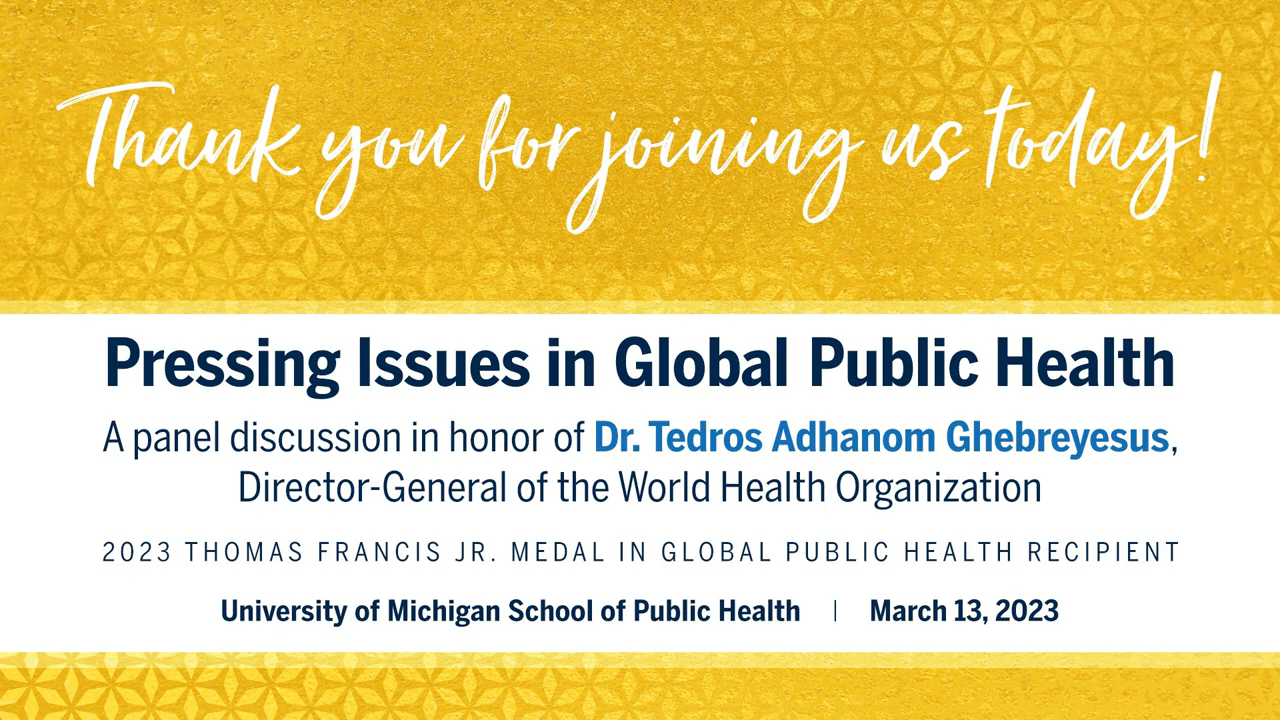 Thank you for joining us today!
Pressing Issues in Global Public Health
A panel discussion in honor of Dr. Tedros Adhanom Ghebreyesus,
Director-General of the World Health Organization
2023 THOMAS FRANCIS JR. MEDAL IN GLOBAL PUBLIC HEALTH RECIPIENT
University of Michigan School of Public Health | March 13, 2023